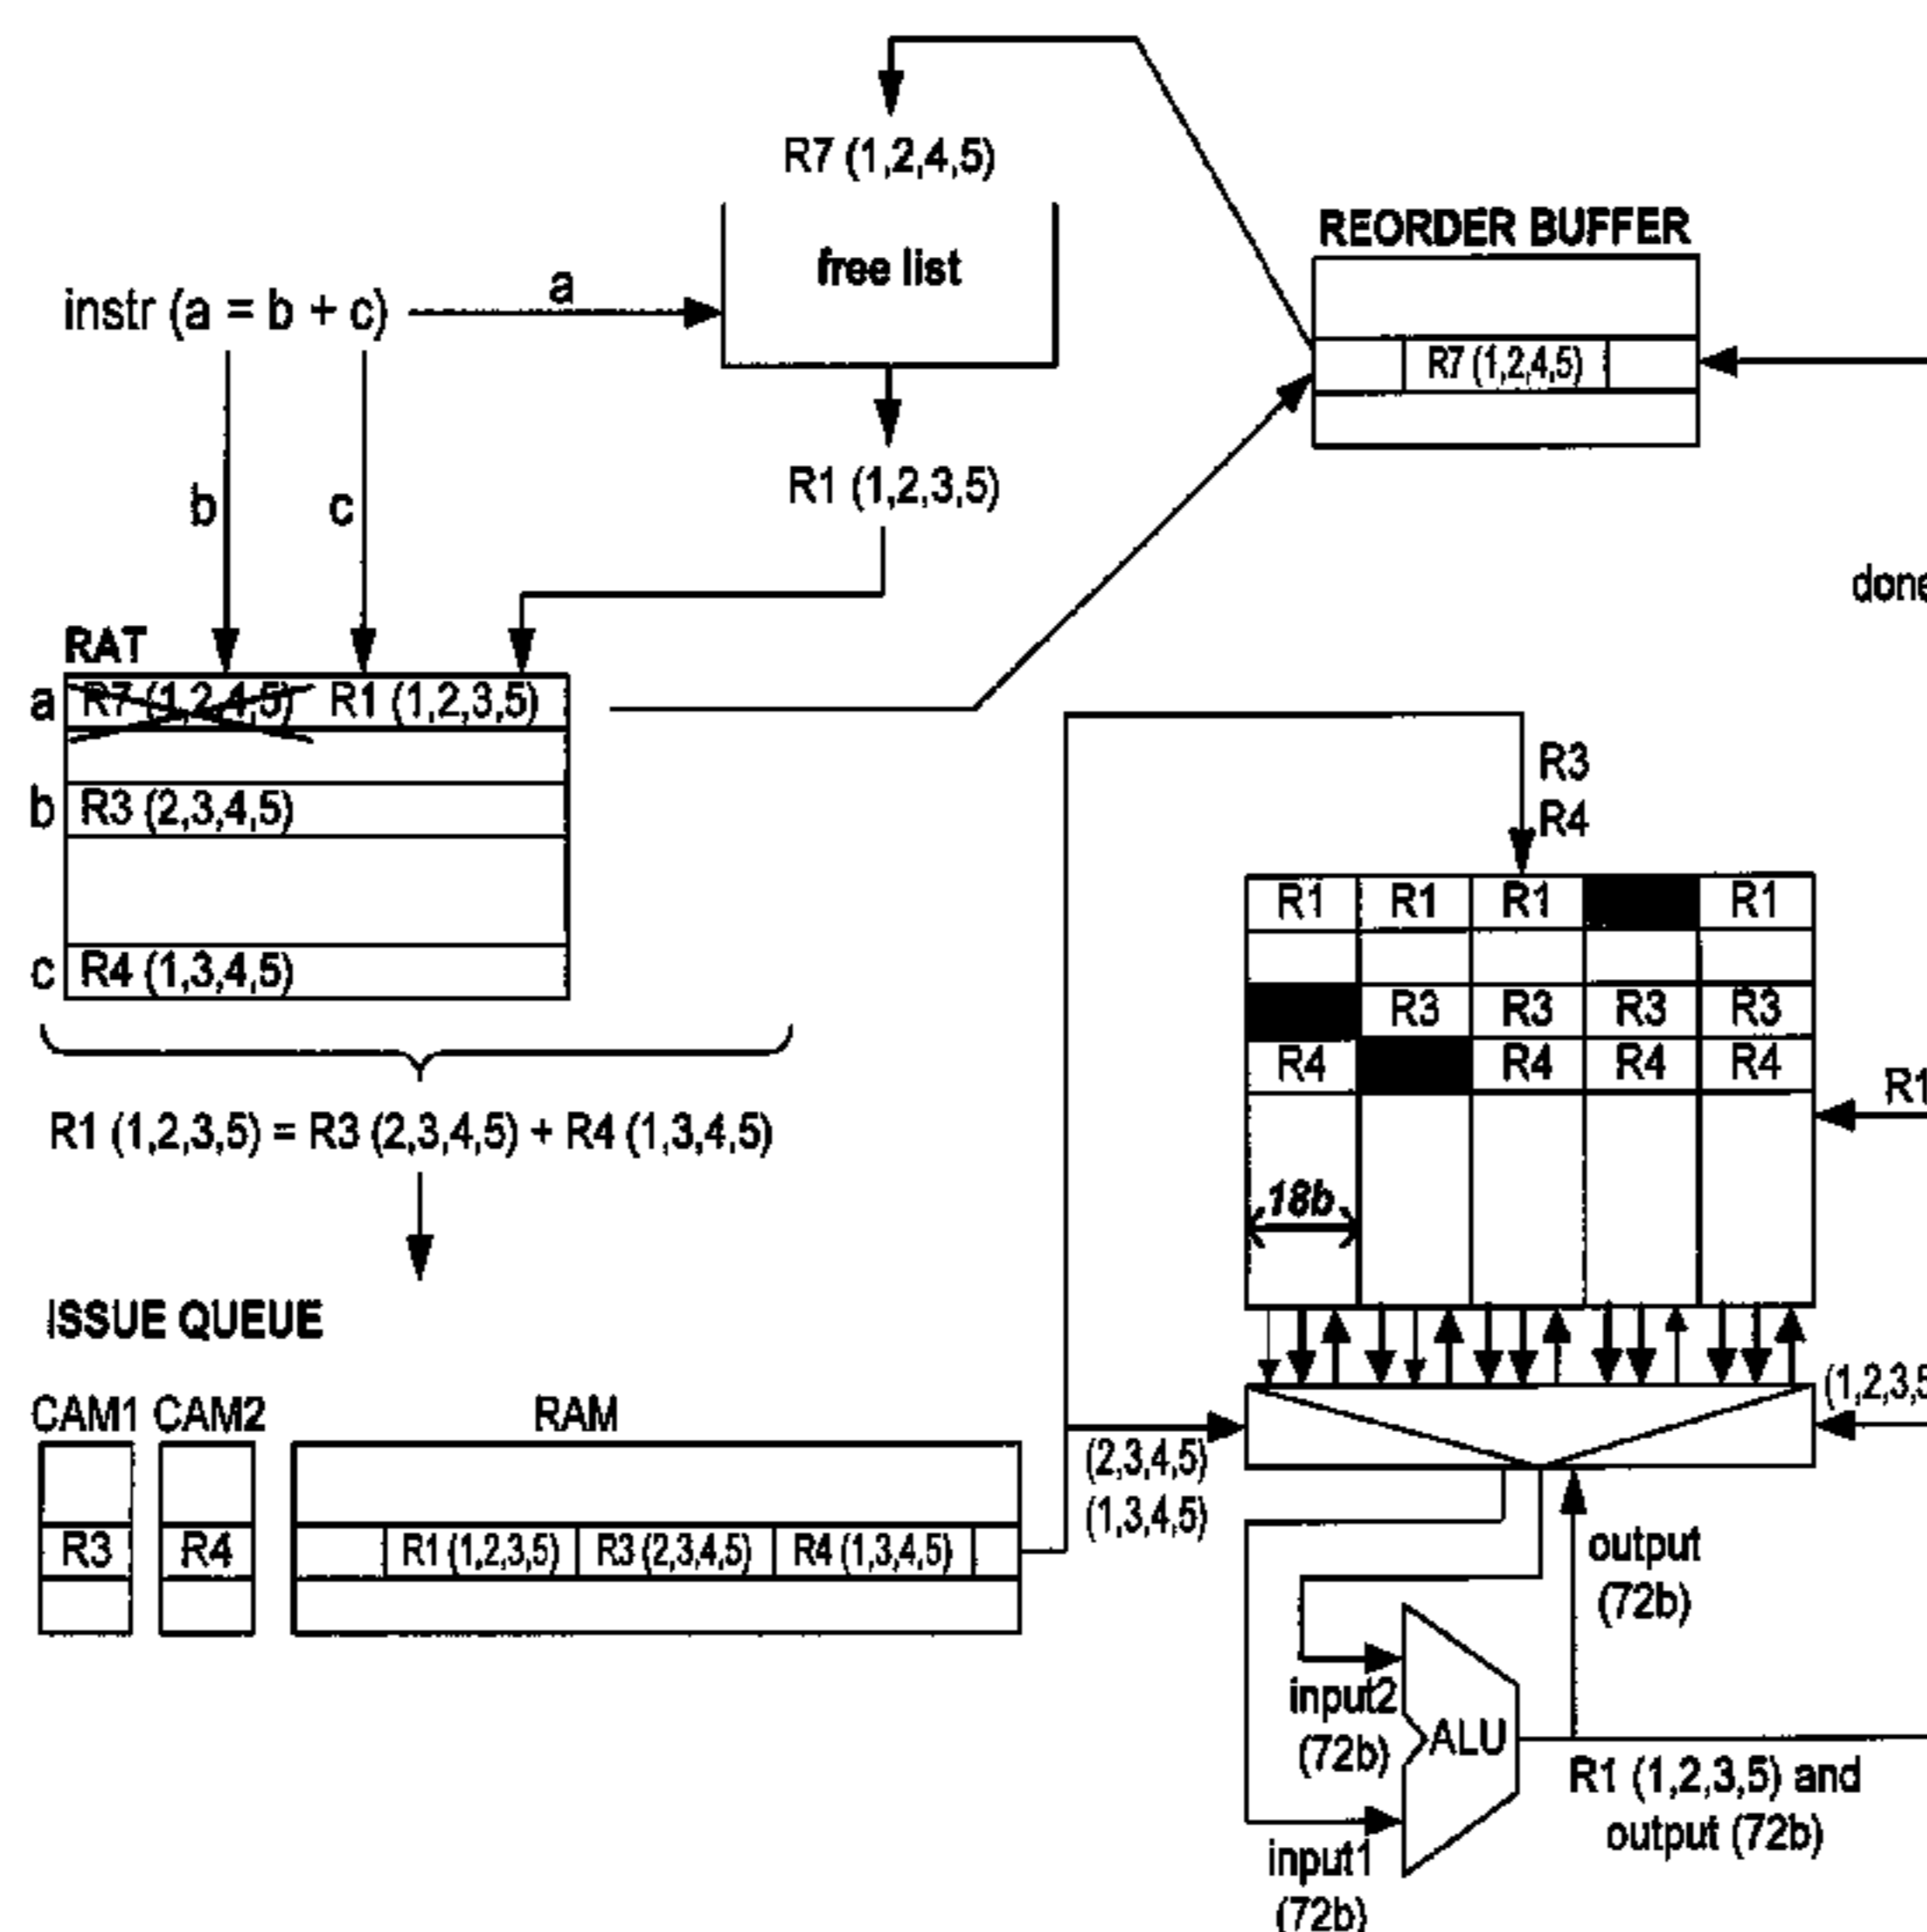 R7 (1,2,4,5)
free list
REORDER BUFFER
R7 (1,2,4,5)
instr (a = b + c)
a
b
c
R1 (1,2,3,5)
done
RAT
a R7 (1,2,4,5) R1 (1,2,3,5)
b R3 (2,3,4,5)
c R4 (1,3,4,5)
R3
R4
R1 R1 R1 R1
R3 R3 R3 R3
R4 R4 R4 R4
R1
18b
R1 (1,2,3,5) = R3 (2,3,4,5) + R4 (1,3,4,5)
ISSUE QUEUE
CAM1 CAM2 RAM
R3 R4 R1 (1,2,3,5) R3 (2,3,4,5) R4 (1,3,4,5)
(2,3,4,5)
(1,3,4,5)
(1,2,3,5
output
(72b)
input2
(72b)
ALU
R1 (1,2,3,5) and
output (72b)
input1
(72b)